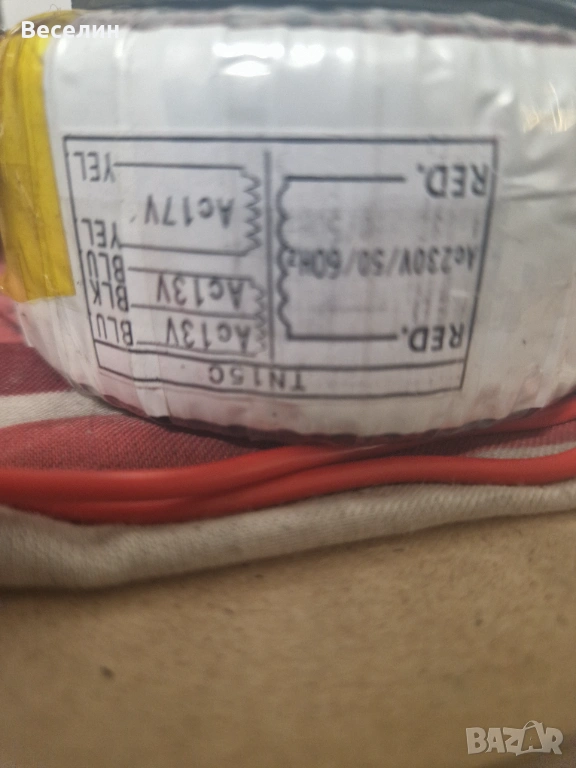 Веселин
TN150
RED.
AC230V/50/60Hz
RED.
AC13V
BLU
AC13V
BLK
BLU
AC17V
YEL
YEL
BAZAR